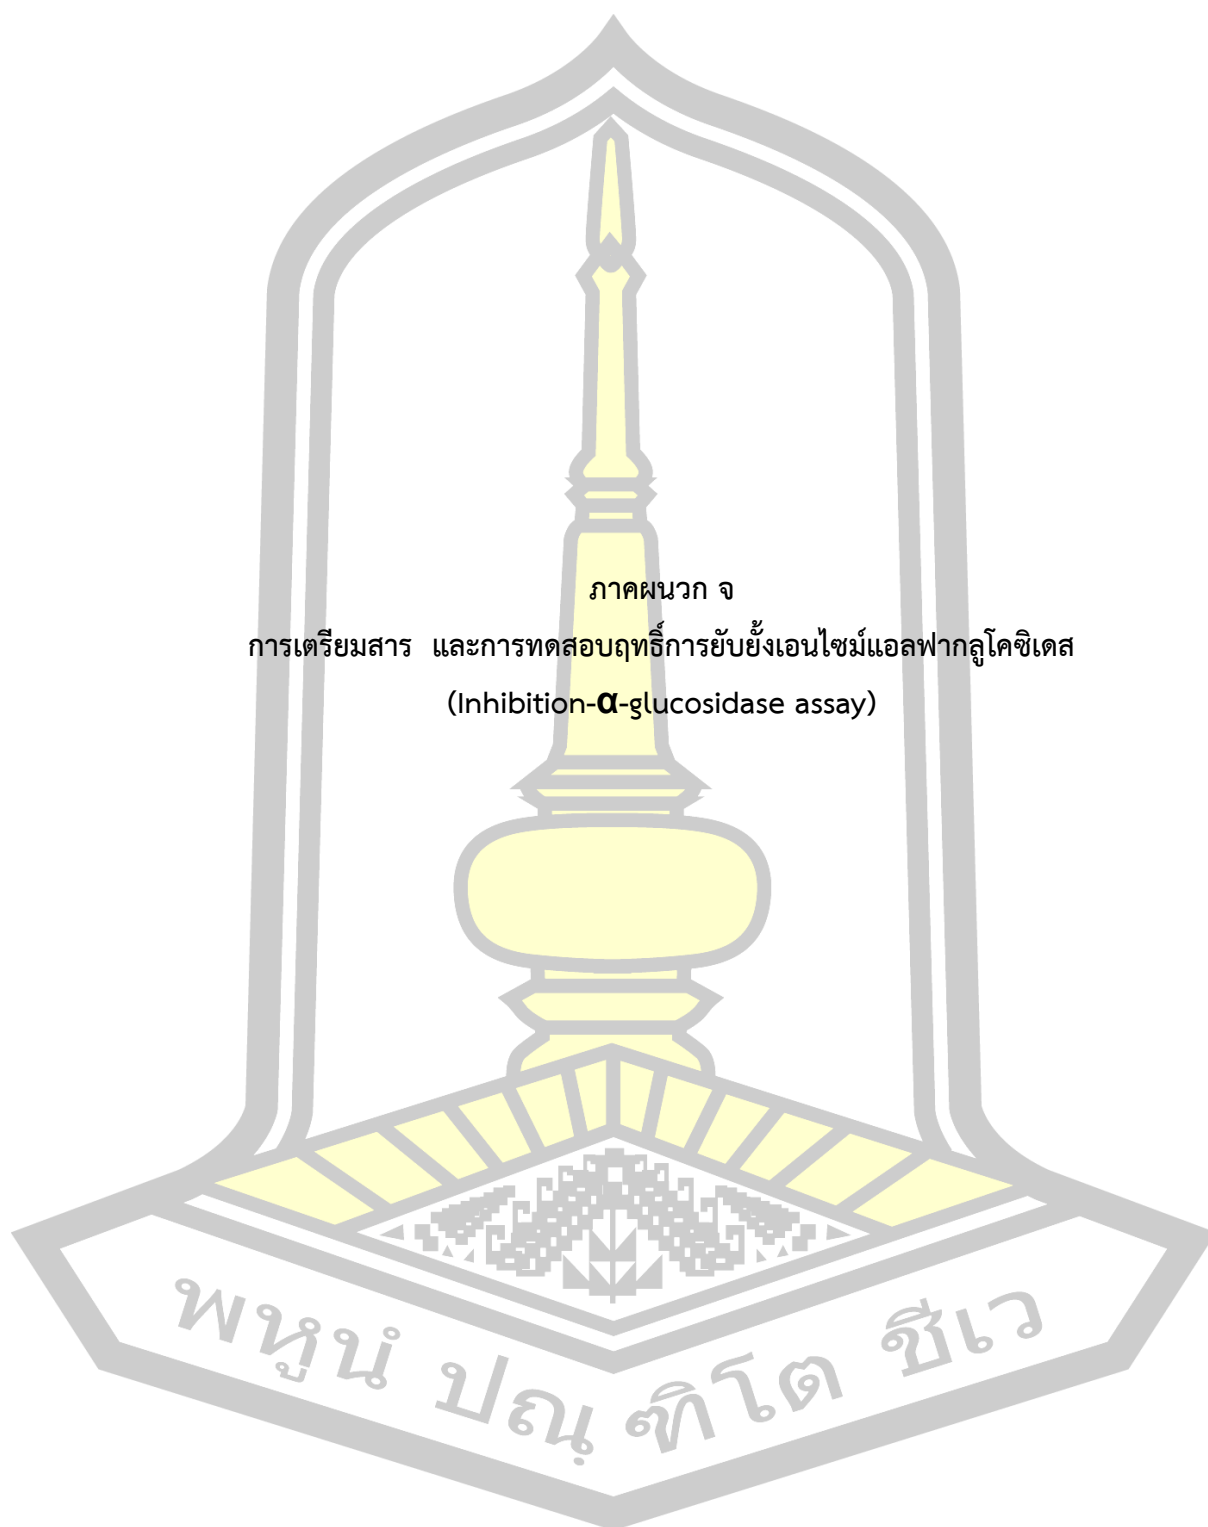 ภาคผนวก จ
การเตรียมสาร และการทดสอบฤทธิ์การยับยั้งเอนไซม์แอลฟากลูโคซิเดส
(Inhibition-α-glucosidase assay)
พหูนํ ปณฺฑิโต ชีเว